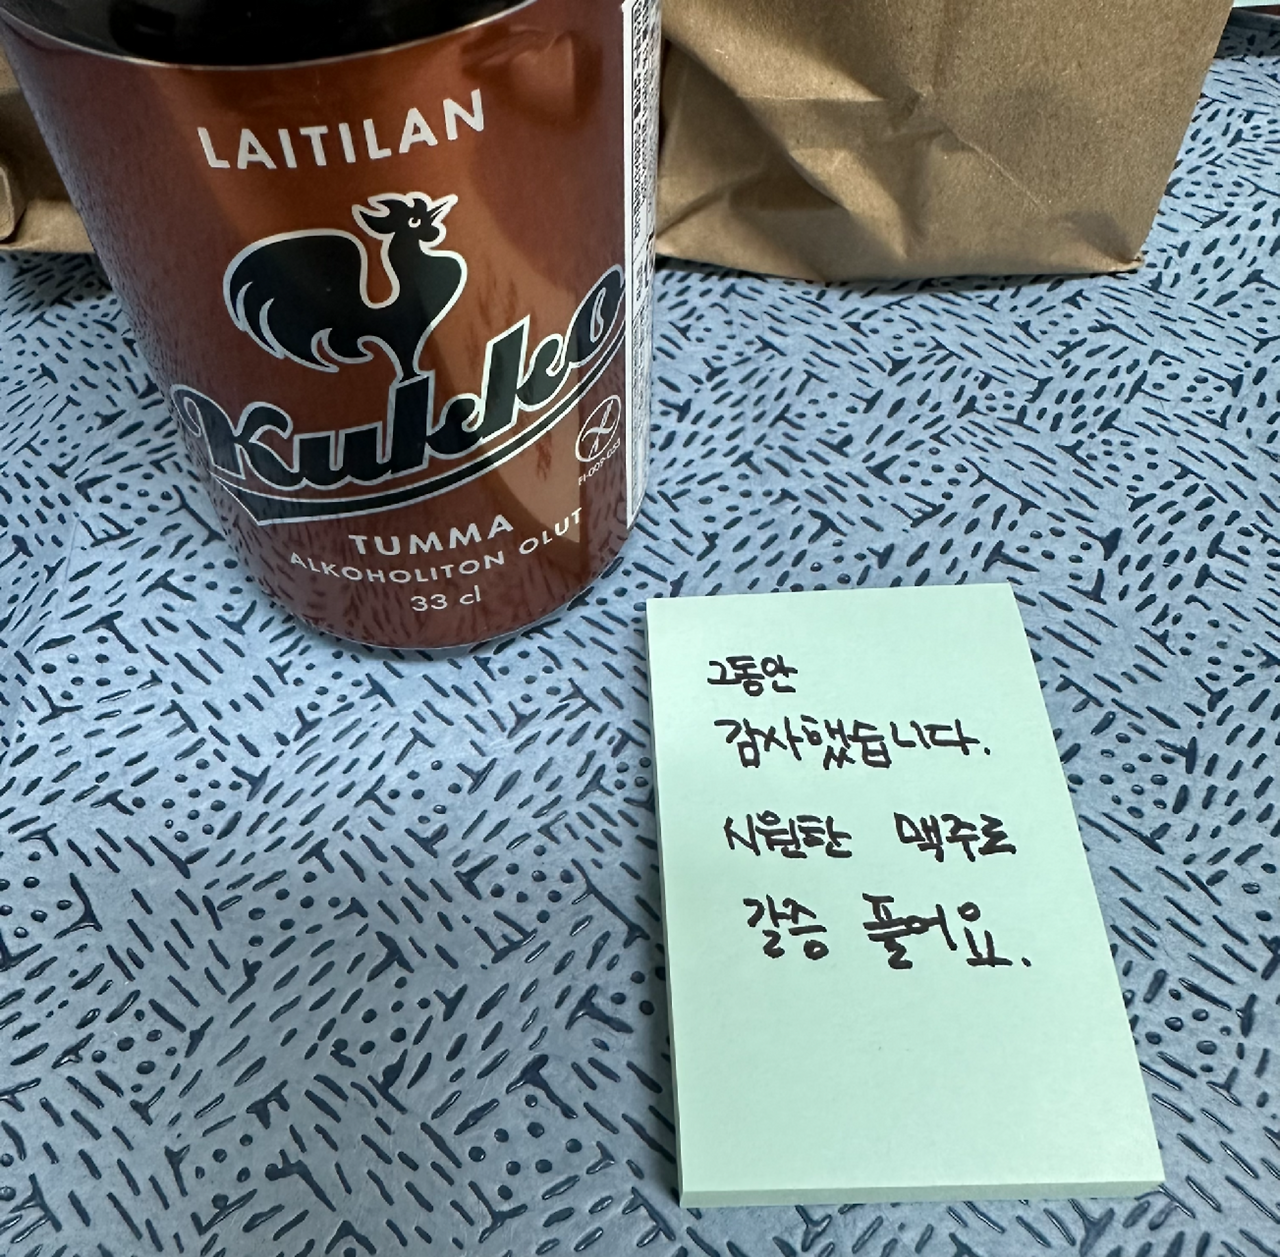 LAITILAN
Kukko
TUMMA
ALKOHOLITON OLUT
33 cl
그동안
감사했습니다.
시원한 맥주로
갈증 풀어요.